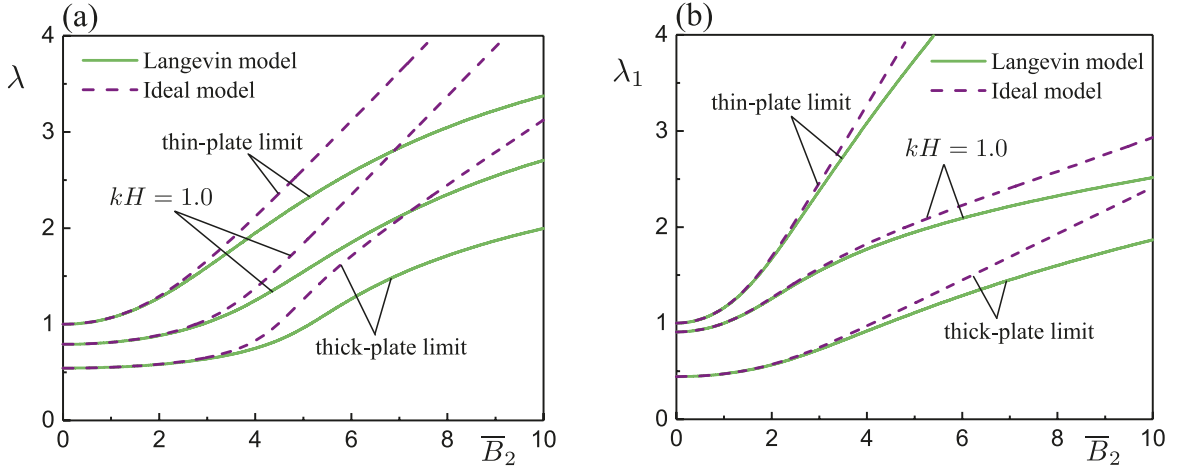 (a)
4
3
2
1
0
λ
Langevin model
Ideal model
thin-plate limit
kH = 1.0
thick-plate limit
0
2
4
6
8
10
B̅₂
(b)
4
3
2
1
0
λ₁
Langevin model
Ideal model
thin-plate limit
kH = 1.0
thick-plate limit
0
2
4
6
8
10
B̅₂